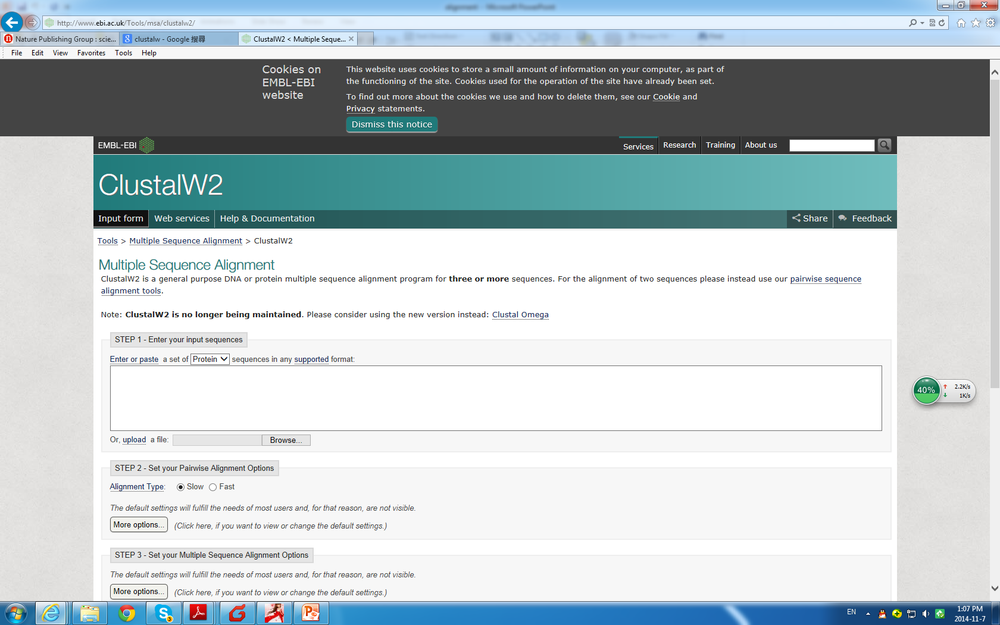 alignment - Microsoft PowerPoint
http://www.ebi.ac.uk/Tools/msa/clustalw2/
Nature Publishing Group : scie...
clustalw - Google 搜尋
ClustalW2 < Multiple Seque...
File Edit View Favorites Tools Help
Cookies on
EMBL-EBI
website
This website uses cookies to store a small amount of information on your computer, as part of
the functioning of the site. Cookies used for the operation of the site have already been set.
To find out more about the cookies we use and how to delete them, see our Cookie and
Privacy statements.
Dismiss this notice
EMBL-EBI
Services Research Training About us
ClustalW2
Input form Web services Help & Documentation Share Feedback
Tools > Multiple Sequence Alignment > ClustalW2
Multiple Sequence Alignment
ClustalW2 is a general purpose DNA or protein multiple sequence alignment program for three or more sequences. For the alignment of two sequences please instead use our pairwise sequence
alignment tools.
Note: ClustalW2 is no longer being maintained. Please consider using the new version instead: Clustal Omega
STEP 1 - Enter your input sequences
Enter or paste a set of Protein sequences in any supported format:
40% 2.2K/s
1K/s
Or, upload a file: Browse...
STEP 2 - Set your Pairwise Alignment Options
Alignment Type: Slow Fast
The default settings will fulfill the needs of most users and, for that reason, are not visible.
More options... (Click here, if you want to view or change the default settings.)
STEP 3 - Set your Multiple Sequence Alignment Options
The default settings will fulfill the needs of most users and, for that reason, are not visible.
More options... (Click here, if you want to view or change the default settings.)
EN
1:07 PM
2014-11-7